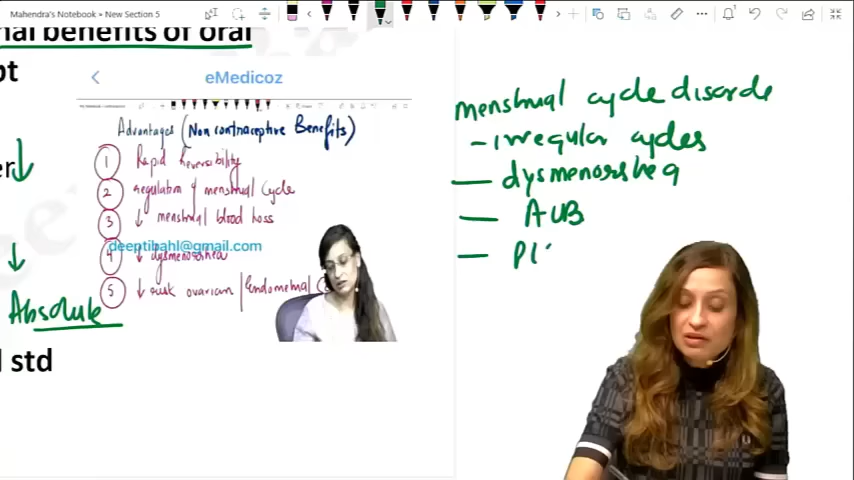 Mahendra's Notebook > New Section 5
nal benefits of oral
pt
er↓
↓
Absolute
l std
eMedicoz
Advantages (Non contraceptive Benefits)
1 Rapid Reversibility
2 regulation of menstrual Cycle
3 ↓ menstrual blood loss
deeptibahl@gmail.com
4 ↓ dysmenorrhea
5 ↓ risk ovarian | Endometrial
menstrual cycle disorde
- irregular cycles
— dysmenorrhea
— AUB
— PC